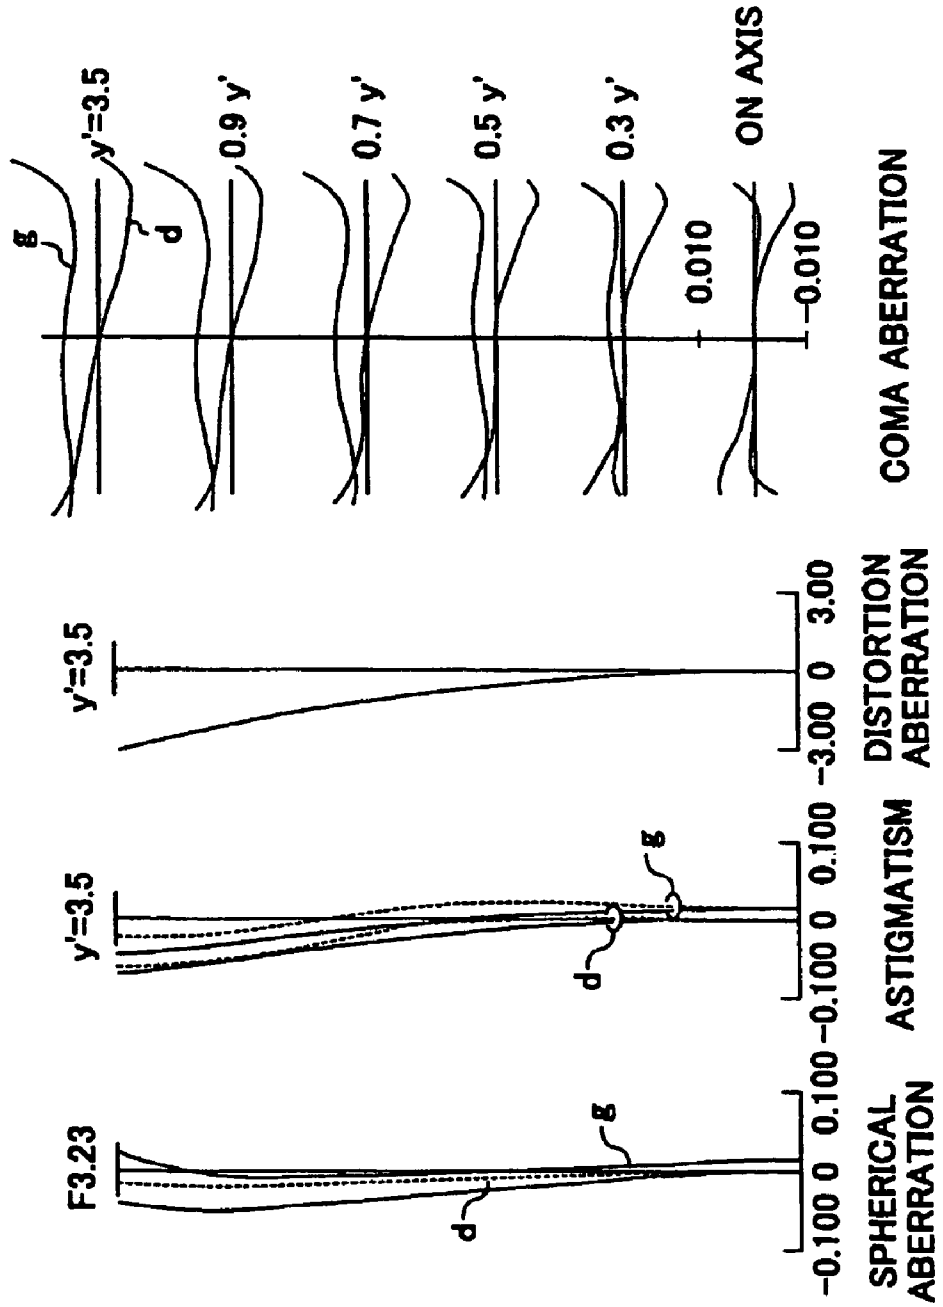 F3.23
g
d
-0.100 0 0.100
SPHERICAL
ABERRATION
y'=3.5
g
d
-0.100 0 0.100
ASTIGMATISM
y'=3.5
-3.00 0 3.00
DISTORTION
ABERRATION
y'=3.5
g
d
0.9 y'
0.7 y'
0.5 y'
0.3 y'
0.010
ON AXIS
-0.010
COMA ABERRATION